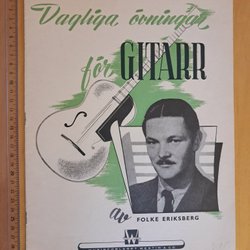 Dagliga övningar
för GITARR
av
FOLKE ERIKSBERG